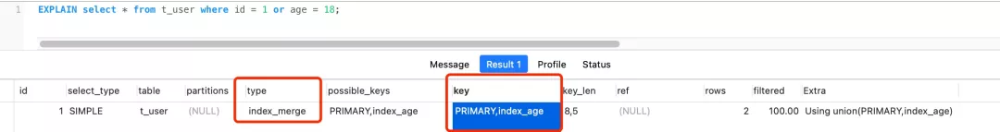 1 EXPLAIN select * from t_user where id = 1 or age = 18;
Message Result 1 Profile Status
id select_type table partitions type possible_keys key key_len ref rows filtered Extra
1 SIMPLE t_user (NULL) index_merge PRIMARY,index_age PRIMARY,index_age 8,5 (NULL) 2 100.00 Using union(PRIMARY,index_age)